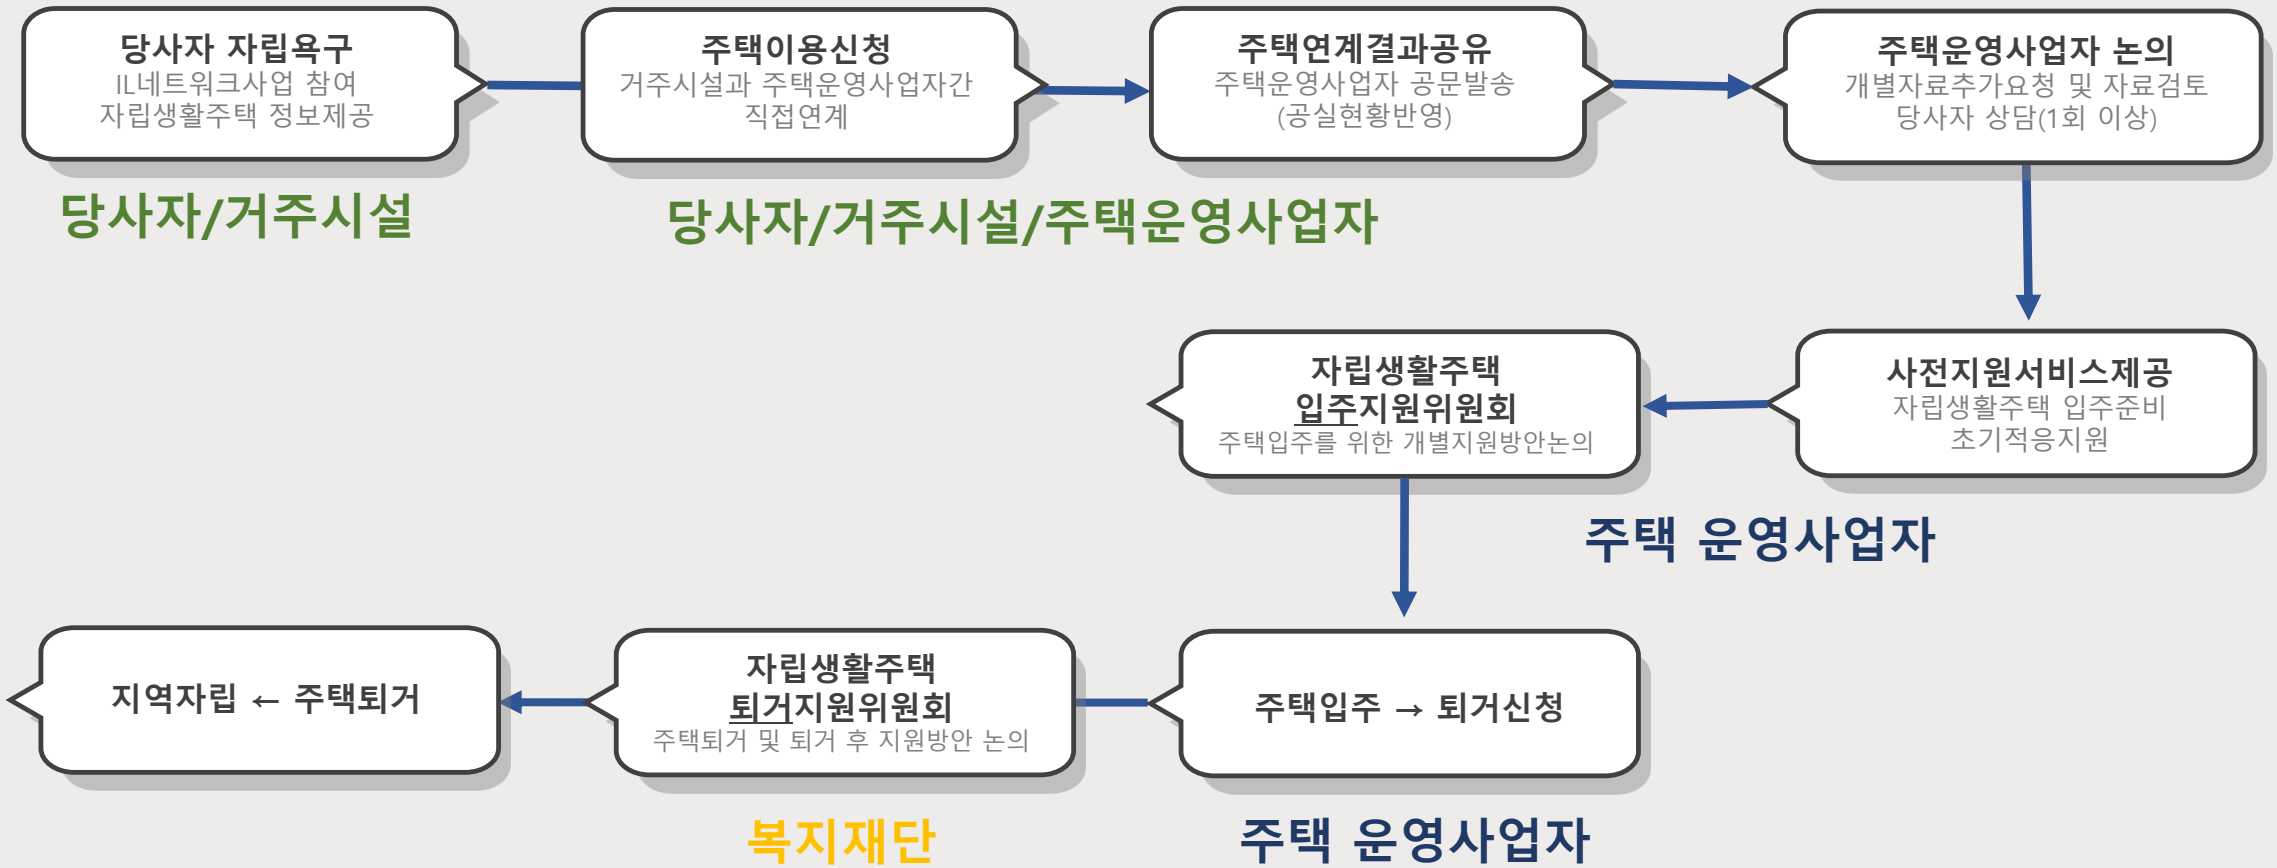 당사자 자립욕구
IL네트워크사업 참여
자립생활주택 정보제공
주택이용신청
거주시설과 주택운영사업자간
직접연계
주택연계결과공유
주택운영사업자 공문발송
(공실현황반영)
주택운영사업자 논의
개별자료추가요청 및 자료검토
당사자 상담(1회 이상)
당사자/거주시설
당사자/거주시설/주택운영사업자
사전지원서비스제공
자립생활주택 입주준비
초기적응지원
자립생활주택
입주지원위원회
주택입주를 위한 개별지원방안논의
주택 운영사업자
주택입주 → 퇴거신청
자립생활주택
퇴거지원위원회
주택퇴거 및 퇴거 후 지원방안 논의
지역자립 ← 주택퇴거
주택 운영사업자
복지재단